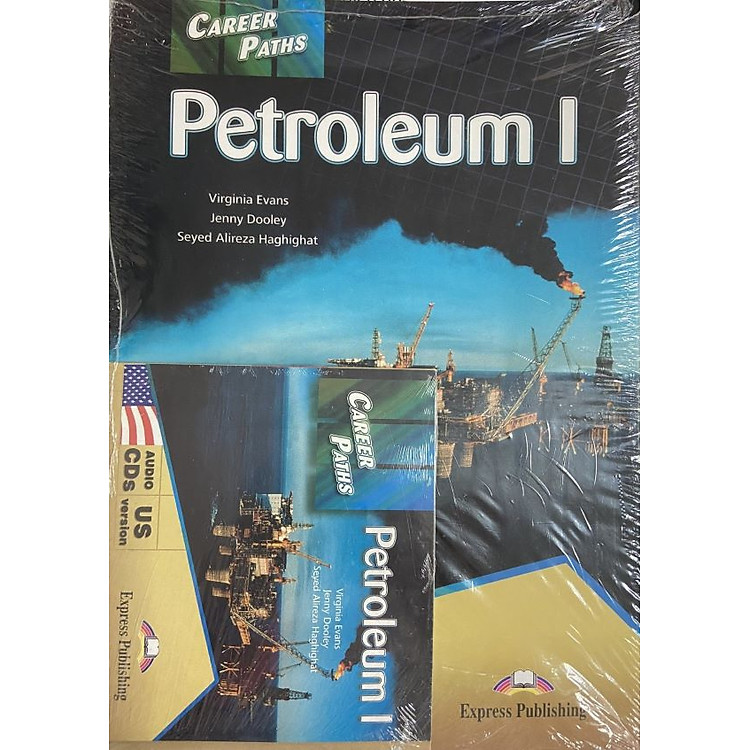 CAREER
PATHS
Petroleum I
Virginia Evans
Jenny Dooley
Seyed Alireza Haghighat
CAREER
PATHS
Petroleum I
Virginia Evans
Jenny Dooley
Seyed Alireza Haghighat
AUDIO
CDs
US
version
Express Publishing
Express Publishing